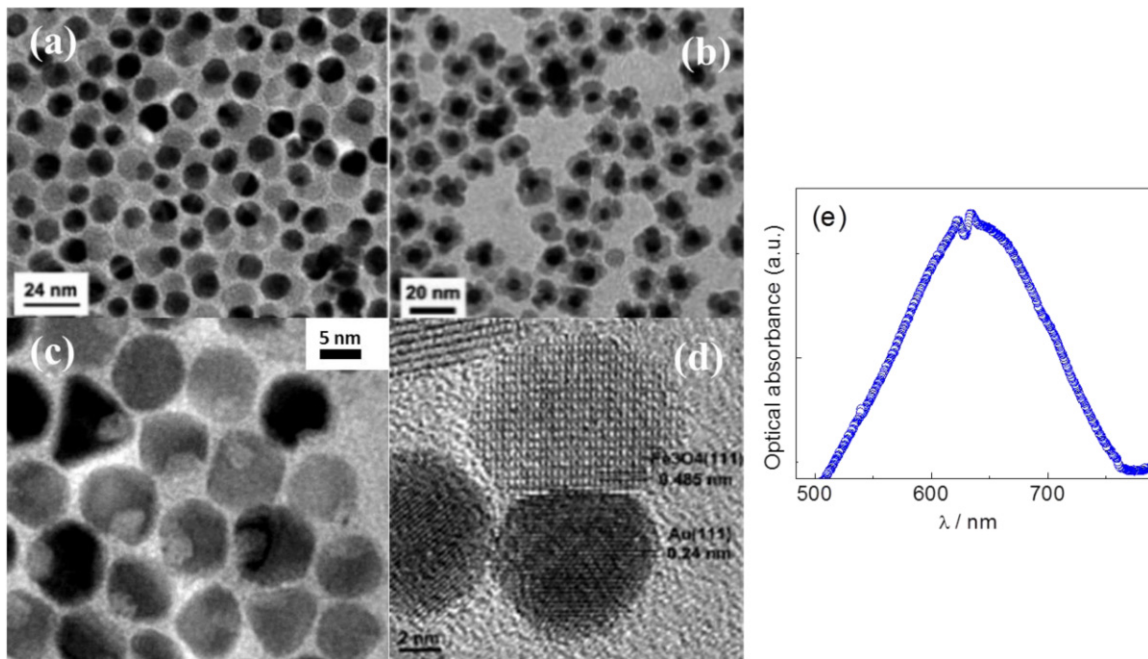 (a)
24 nm
(b)
20 nm
(c)
5 nm
(d)
Fe3O4(111)
0.485 nm
Au(111)
0.24 nm
2 nm
(e)
Optical absorbance (a.u.)
500 600 700
λ / nm